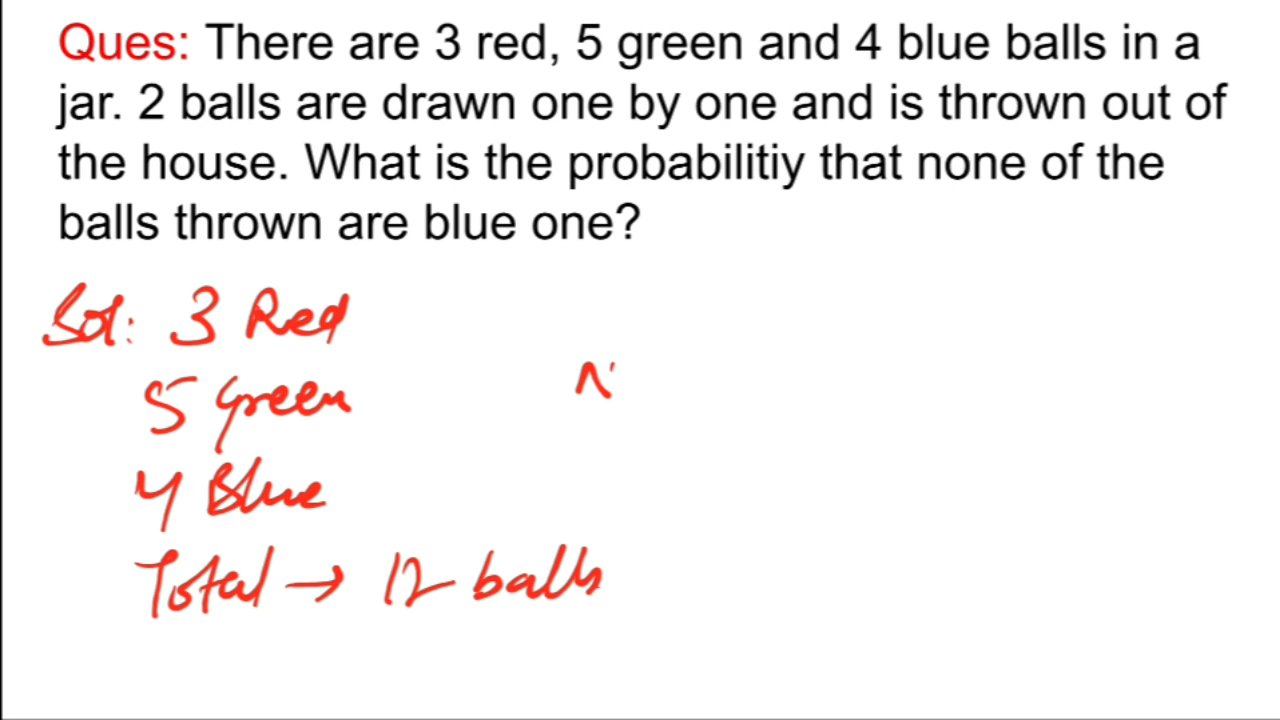 Ques: There are 3 red, 5 green and 4 blue balls in a
jar. 2 balls are drawn one by one and is thrown out of
the house. What is the probabilitiy that none of the
balls thrown are blue one?
Sol: 3 Red
5 Green
4 Blue
Total → 12 balls